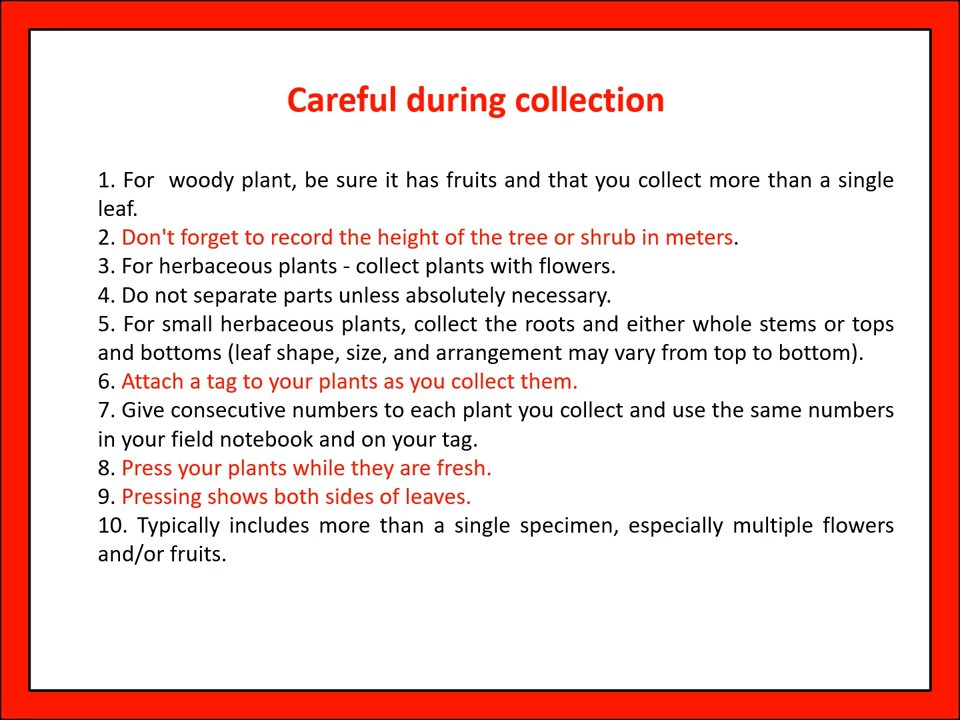 Careful during collection
1. For  woody plant, be sure it has fruits and that you collect more than a single
leaf.
2. Don't forget to record the height of the tree or shrub in meters.
3. For herbaceous plants - collect plants with flowers.
4. Do not separate parts unless absolutely necessary.
5. For small herbaceous plants, collect the roots and either whole stems or tops
and bottoms (leaf shape, size, and arrangement may vary from top to bottom).
6. Attach a tag to your plants as you collect them.
7. Give consecutive numbers to each plant you collect and use the same numbers
in your field notebook and on your tag.
8. Press your plants while they are fresh.
9. Pressing shows both sides of leaves.
10. Typically includes more than a single specimen, especially multiple flowers
and/or fruits.